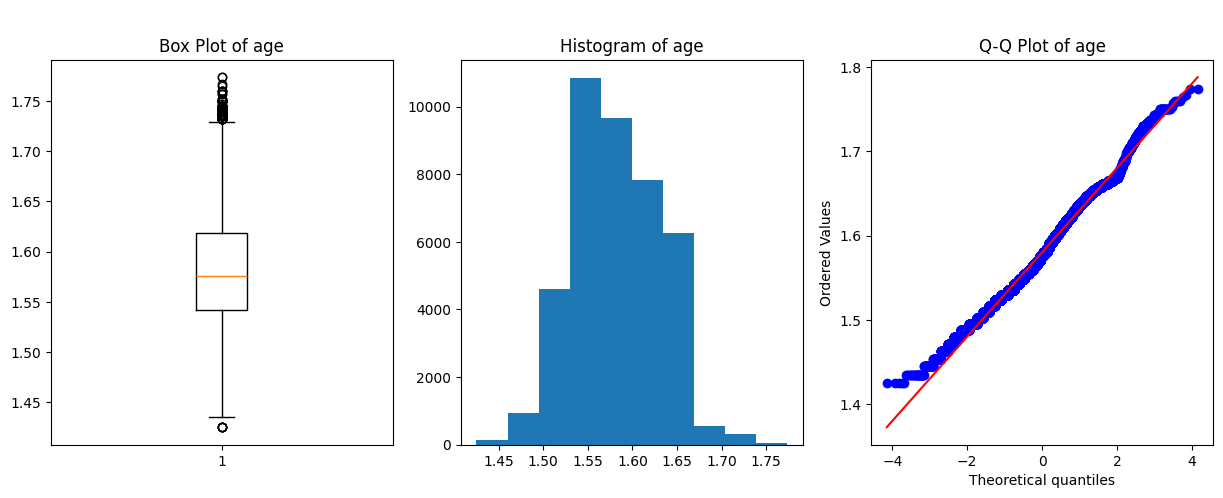 Box Plot of age
1.75
1.70
1.65
1.60
1.55
1.50
1.45
1
Histogram of age
10000
8000
6000
4000
2000
0
1.45 1.50 1.55 1.60 1.65 1.70 1.75
Q-Q Plot of age
Ordered Values
1.8
1.7
1.6
1.5
1.4
−4 −2 0 2 4
Theoretical quantiles